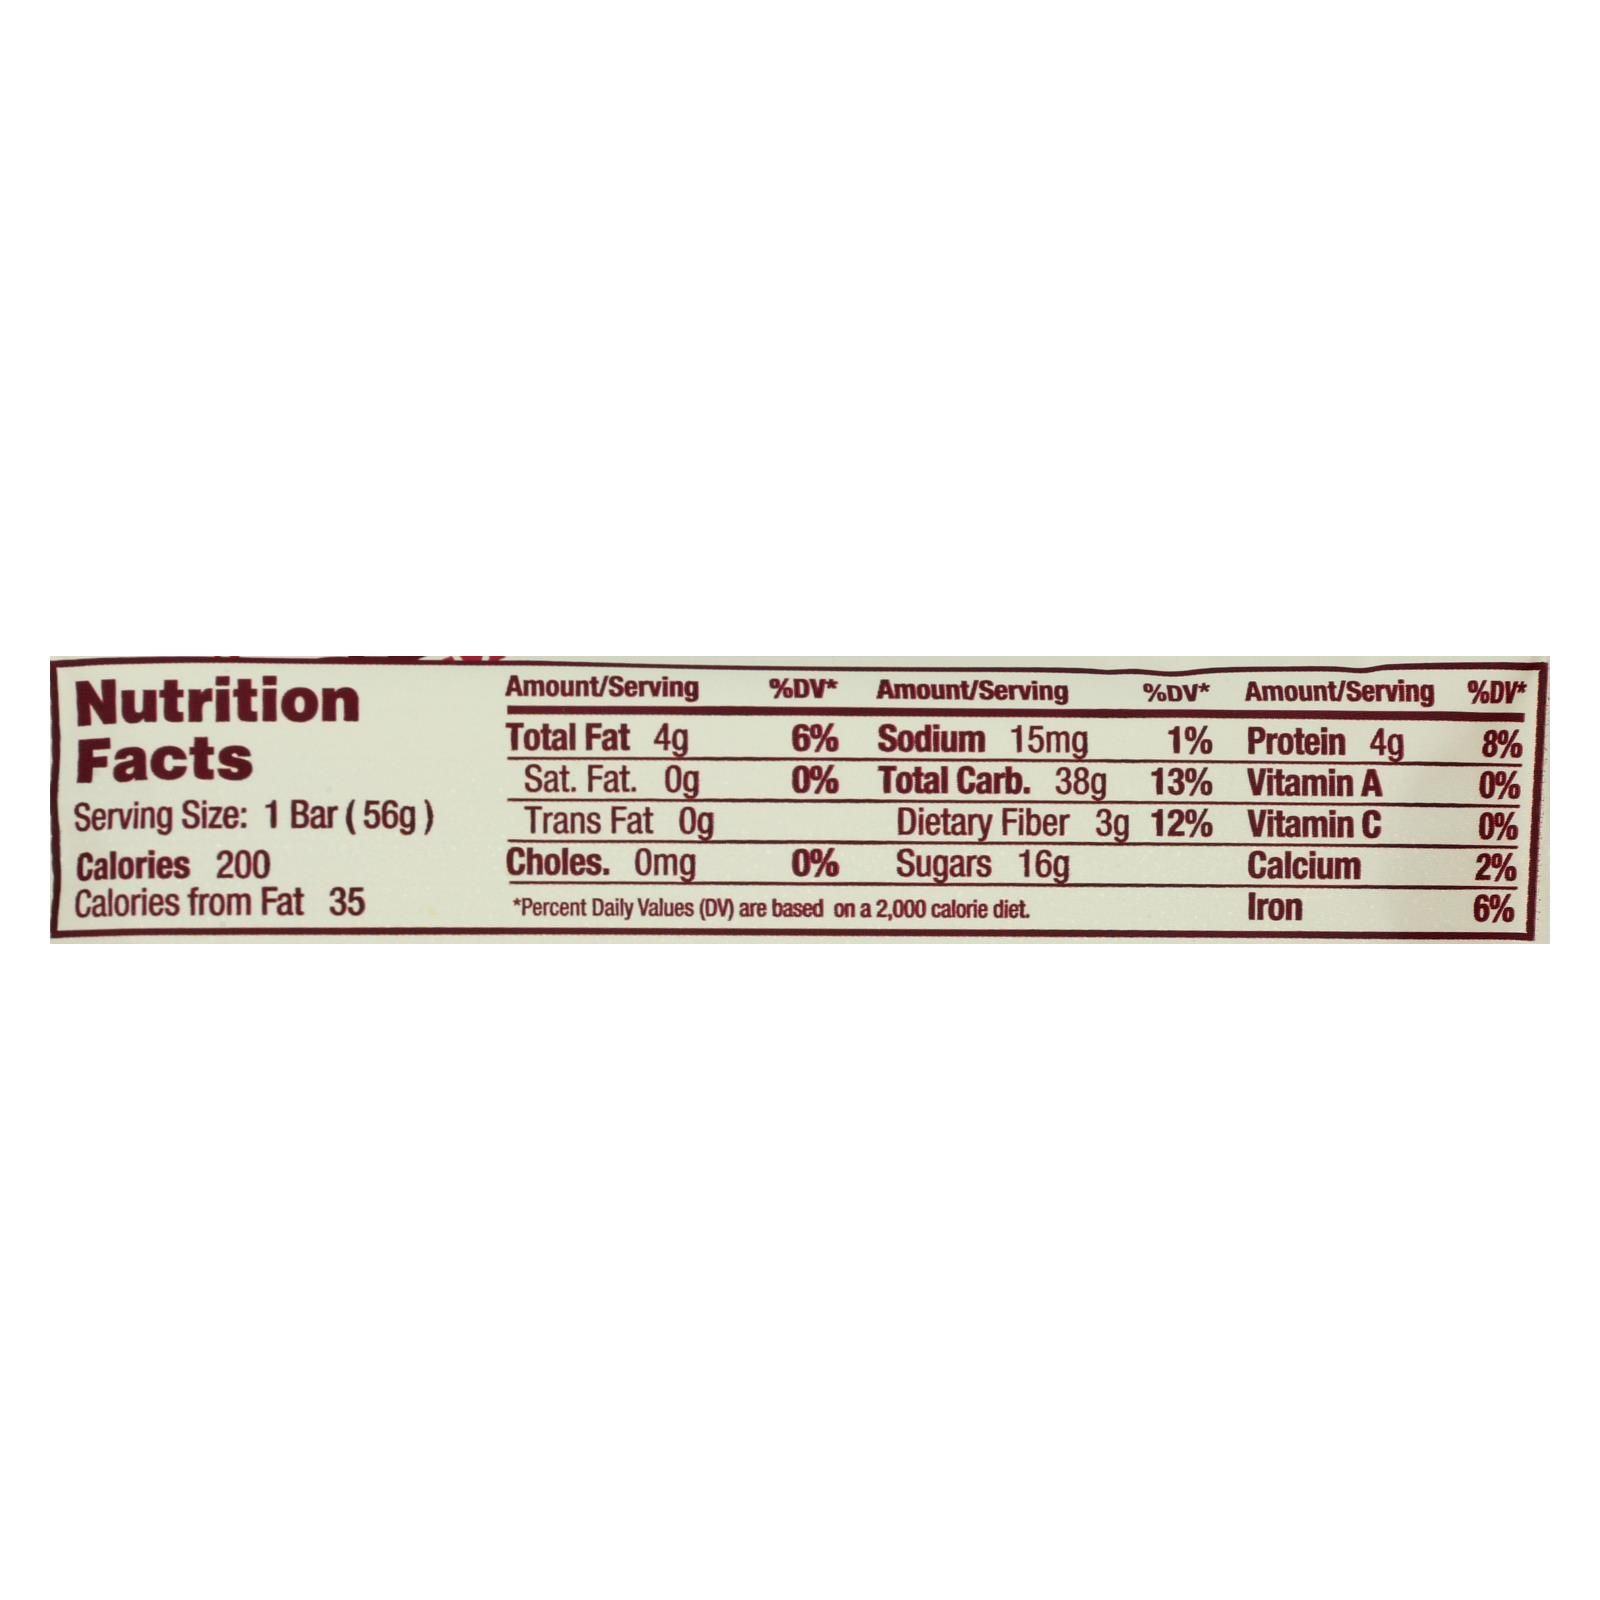 Nutrition
Facts
Serving Size: 1 Bar ( 56g )
Calories 200
Calories from Fat 35
Amount/Serving %DV*
Total Fat 4g 6%
Sat. Fat. 0g 0%
Trans Fat 0g
Choles. 0mg 0%
Amount/Serving %DV*
Sodium 15mg 1%
Total Carb. 38g 13%
Dietary Fiber 3g 12%
Sugars 16g
*Percent Daily Values (DV) are based on a 2,000 calorie diet.
Amount/Serving %DV*
Protein 4g 8%
Vitamin A 0%
Vitamin C 0%
Calcium 2%
Iron 6%